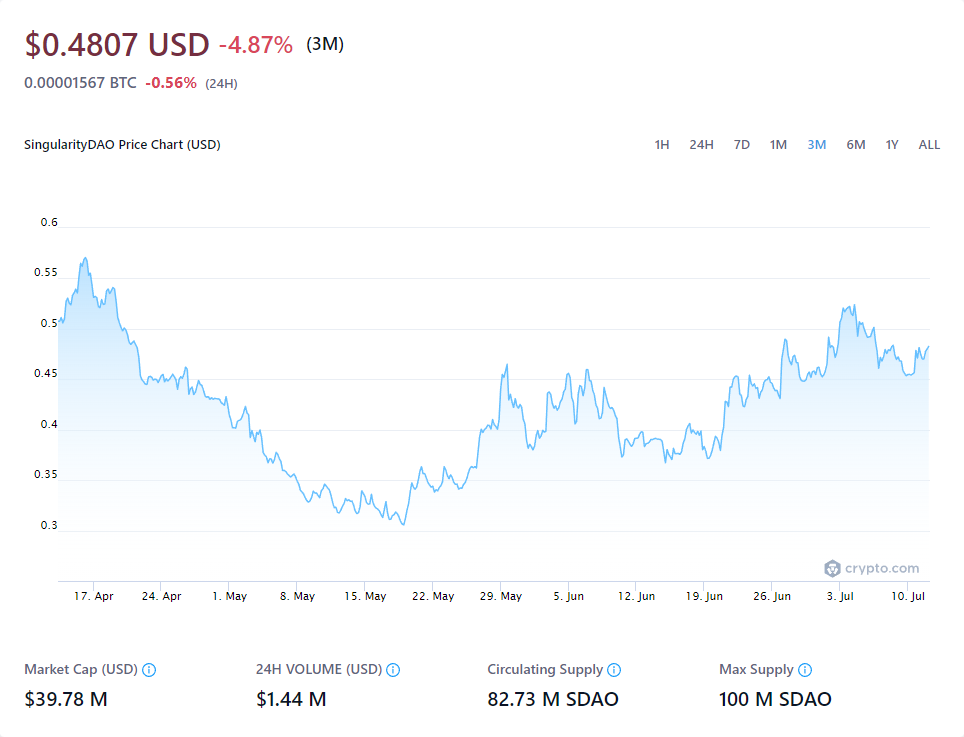 $0.4807 USD -4.87% (3M)
0.00001567 BTC -0.56% (24H)
SingularityDAO Price Chart (USD) 1H 24H 7D 1M 3M 6M 1Y ALL
0.6
0.55
0.5
0.45
0.4
0.35
0.3
crypto.com
17. Apr 24. Apr 1. May 8. May 15. May 22. May 29. May 5. Jun 12. Jun 19. Jun 26. Jun 3. Jul 10. Jul
Market Cap (USD) 24H VOLUME (USD) Circulating Supply Max Supply
$39.78 M $1.44 M 82.73 M SDAO 100 M SDAO